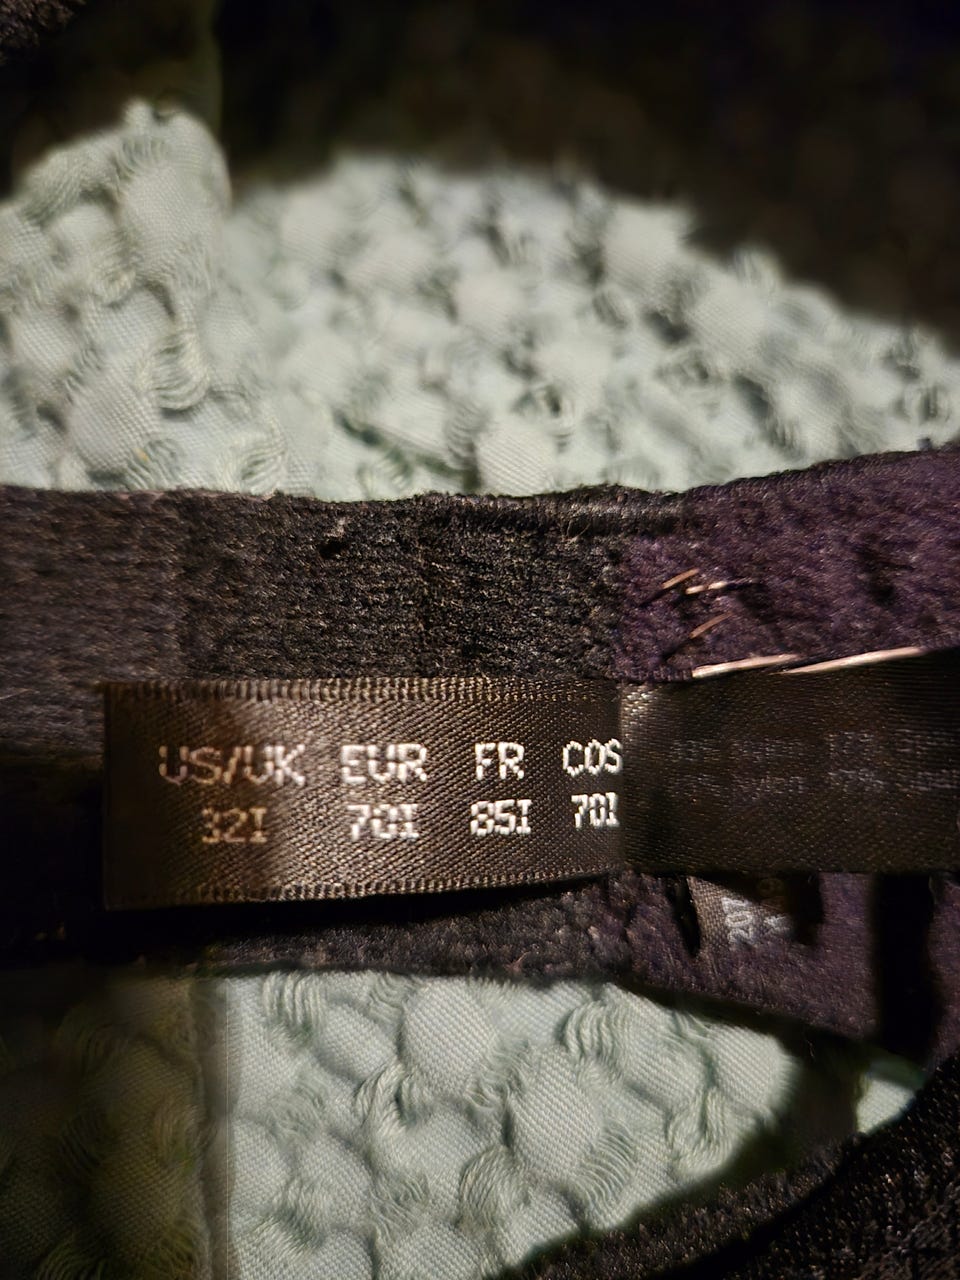 US/UK EUR FR COS
32I 70I 85I 70I